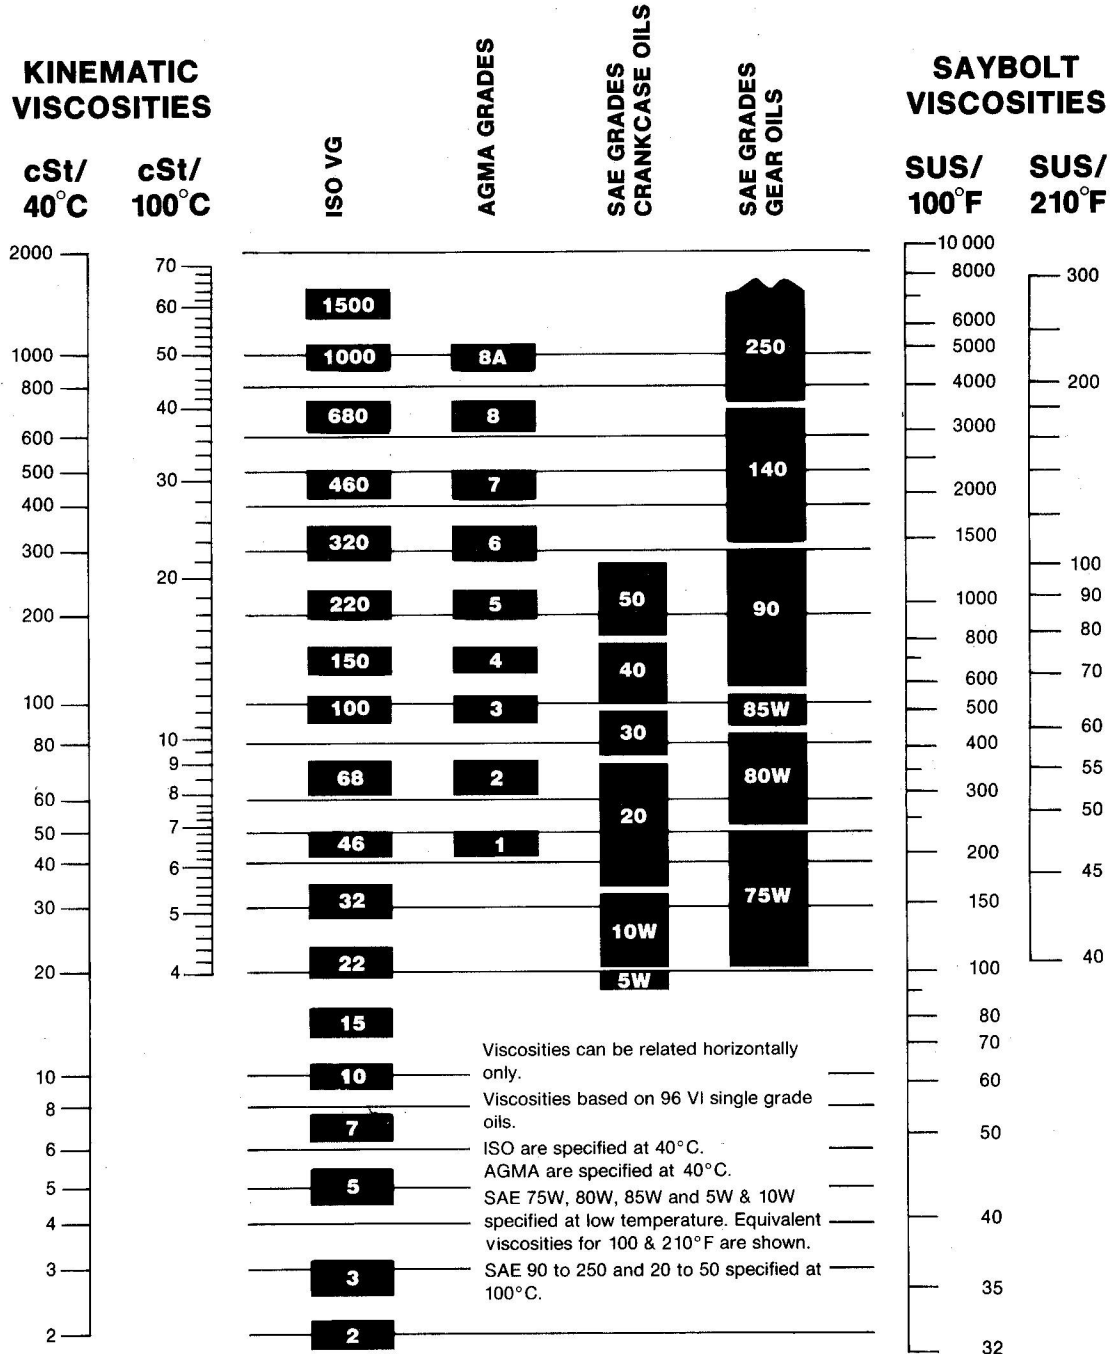 KINEMATIC
VISCOSITIES
cSt/
40°C
cSt/
100°C
ISO VG
AGMA GRADES
SAE GRADES
CRANKCASE OILS
SAE GRADES
GEAR OILS
SAYBOLT
VISCOSITIES
SUS/
100°F
SUS/
210°F
2000
1000
800
600
500
400
300
200
100
80
60
50
40
30
20
10
8
6
5
4
3
2
70
60
50
40
30
20
10
9
8
7
6
5
4
1500
1000
680
460
320
220
150
100
68
46
32
22
15
10
7
5
3
2
8A
8
7
6
5
4
3
2
1
50
40
30
20
10W
5W
250
140
90
85W
80W
75W
10 000
8000
6000
5000
4000
3000
2000
1500
1000
800
600
500
400
300
200
150
100
80
70
60
50
40
35
32
300
200
100
90
80
70
60
55
50
45
40
Viscosities can be related horizontally
only.
Viscosities based on 96 VI single grade
oils.
ISO are specified at 40°C.
AGMA are specified at 40°C.
SAE 75W, 80W, 85W and 5W & 10W
specified at low temperature. Equivalent
viscosities for 100 & 210°F are shown.
SAE 90 to 250 and 20 to 50 specified at
100°C.